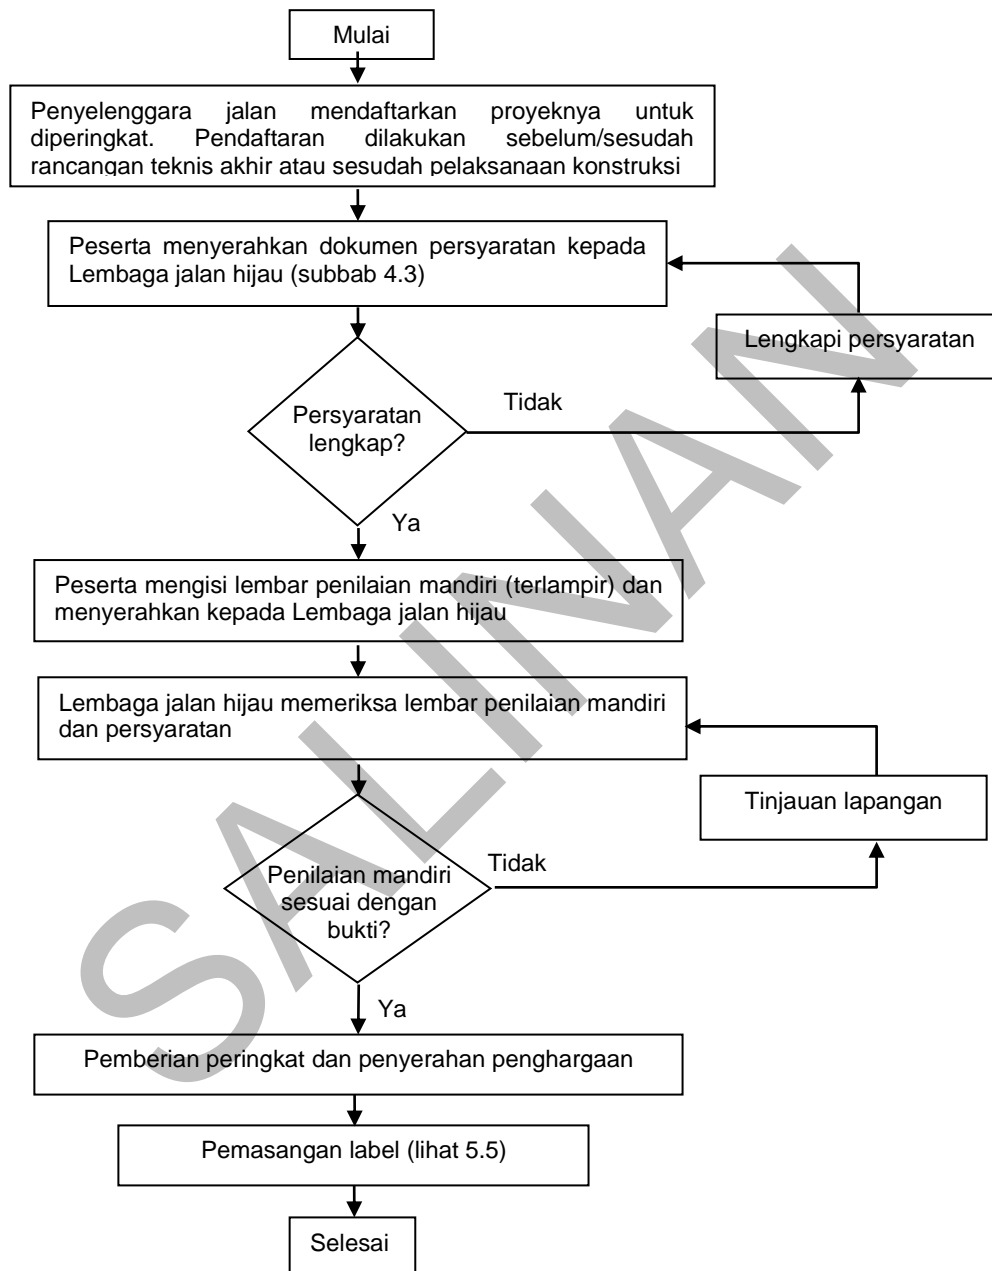 Mulai
Penyelenggara jalan mendaftarkan proyeknya untuk
diperingkat. Pendaftaran dilakukan sebelum/sesudah
rancangan teknis akhir atau sesudah pelaksanaan konstruksi
Peserta menyerahkan dokumen persyaratan kepada
Lembaga jalan hijau (subbab 4.3)
Lengkapi persyaratan
Persyaratan
lengkap?
Tidak
Ya
Peserta mengisi lembar penilaian mandiri (terlampir) dan
menyerahkan kepada Lembaga jalan hijau
Lembaga jalan hijau memeriksa lembar penilaian mandiri
dan persyaratan
Tinjauan lapangan
Penilaian mandiri
sesuai dengan
bukti?
Tidak
Ya
Pemberian peringkat dan penyerahan penghargaan
Pemasangan label (lihat 5.5)
Selesai
SALINAN